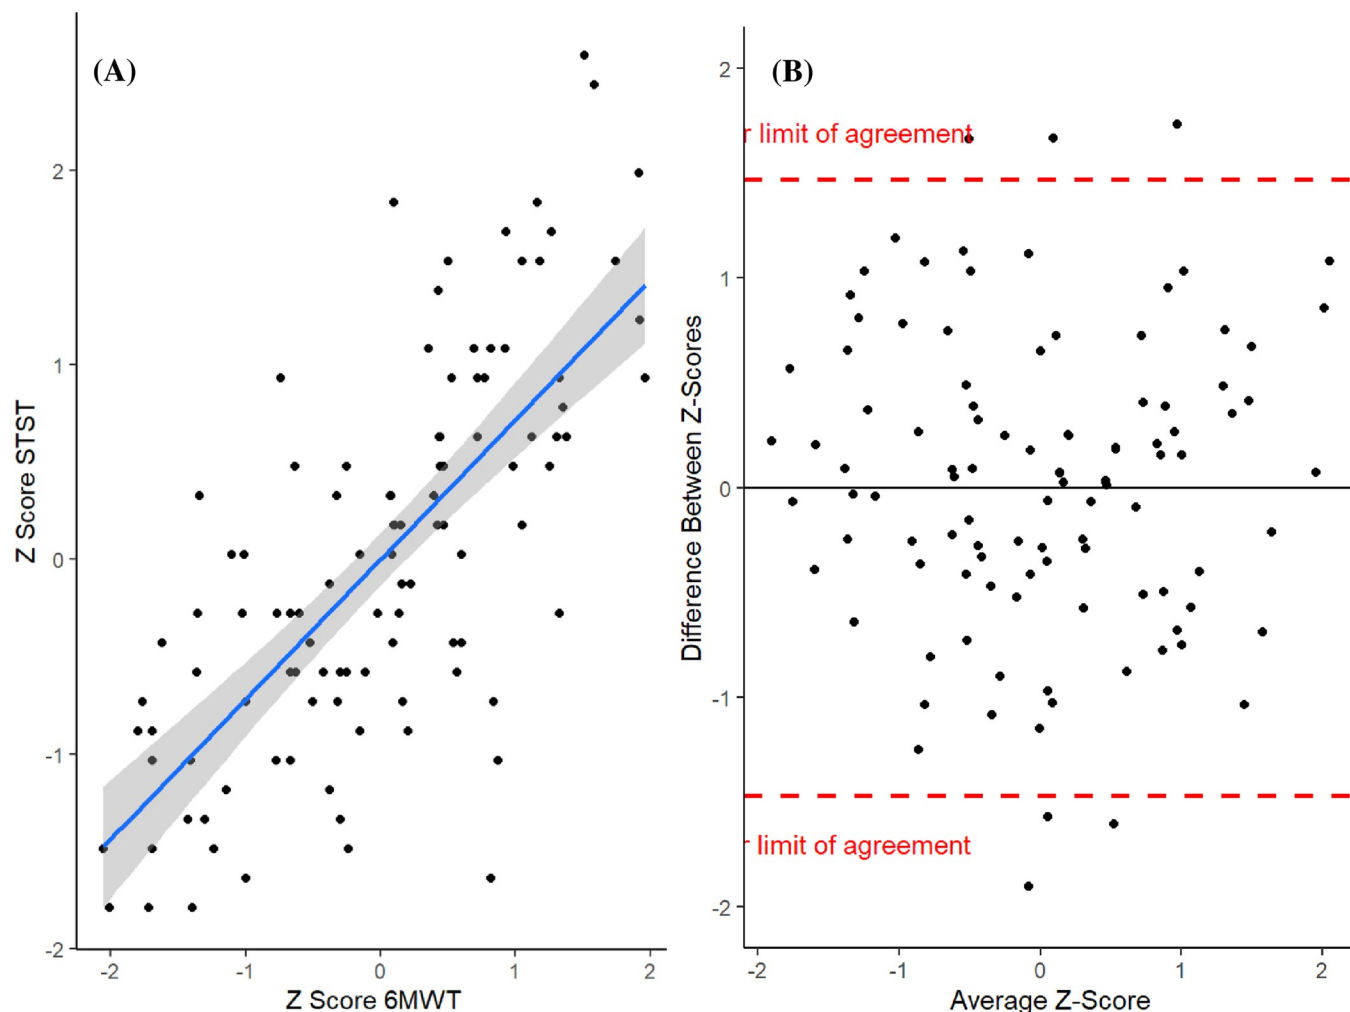 (A)
Z Score STST
2
1
0
-1
-2
-2
-1
0
1
2
Z Score 6MWT
(B)
Difference Between Z-Scores
2
1
0
-1
-2
r limit of agreement
r limit of agreement
-2
-1
0
1
2
Average Z-Score